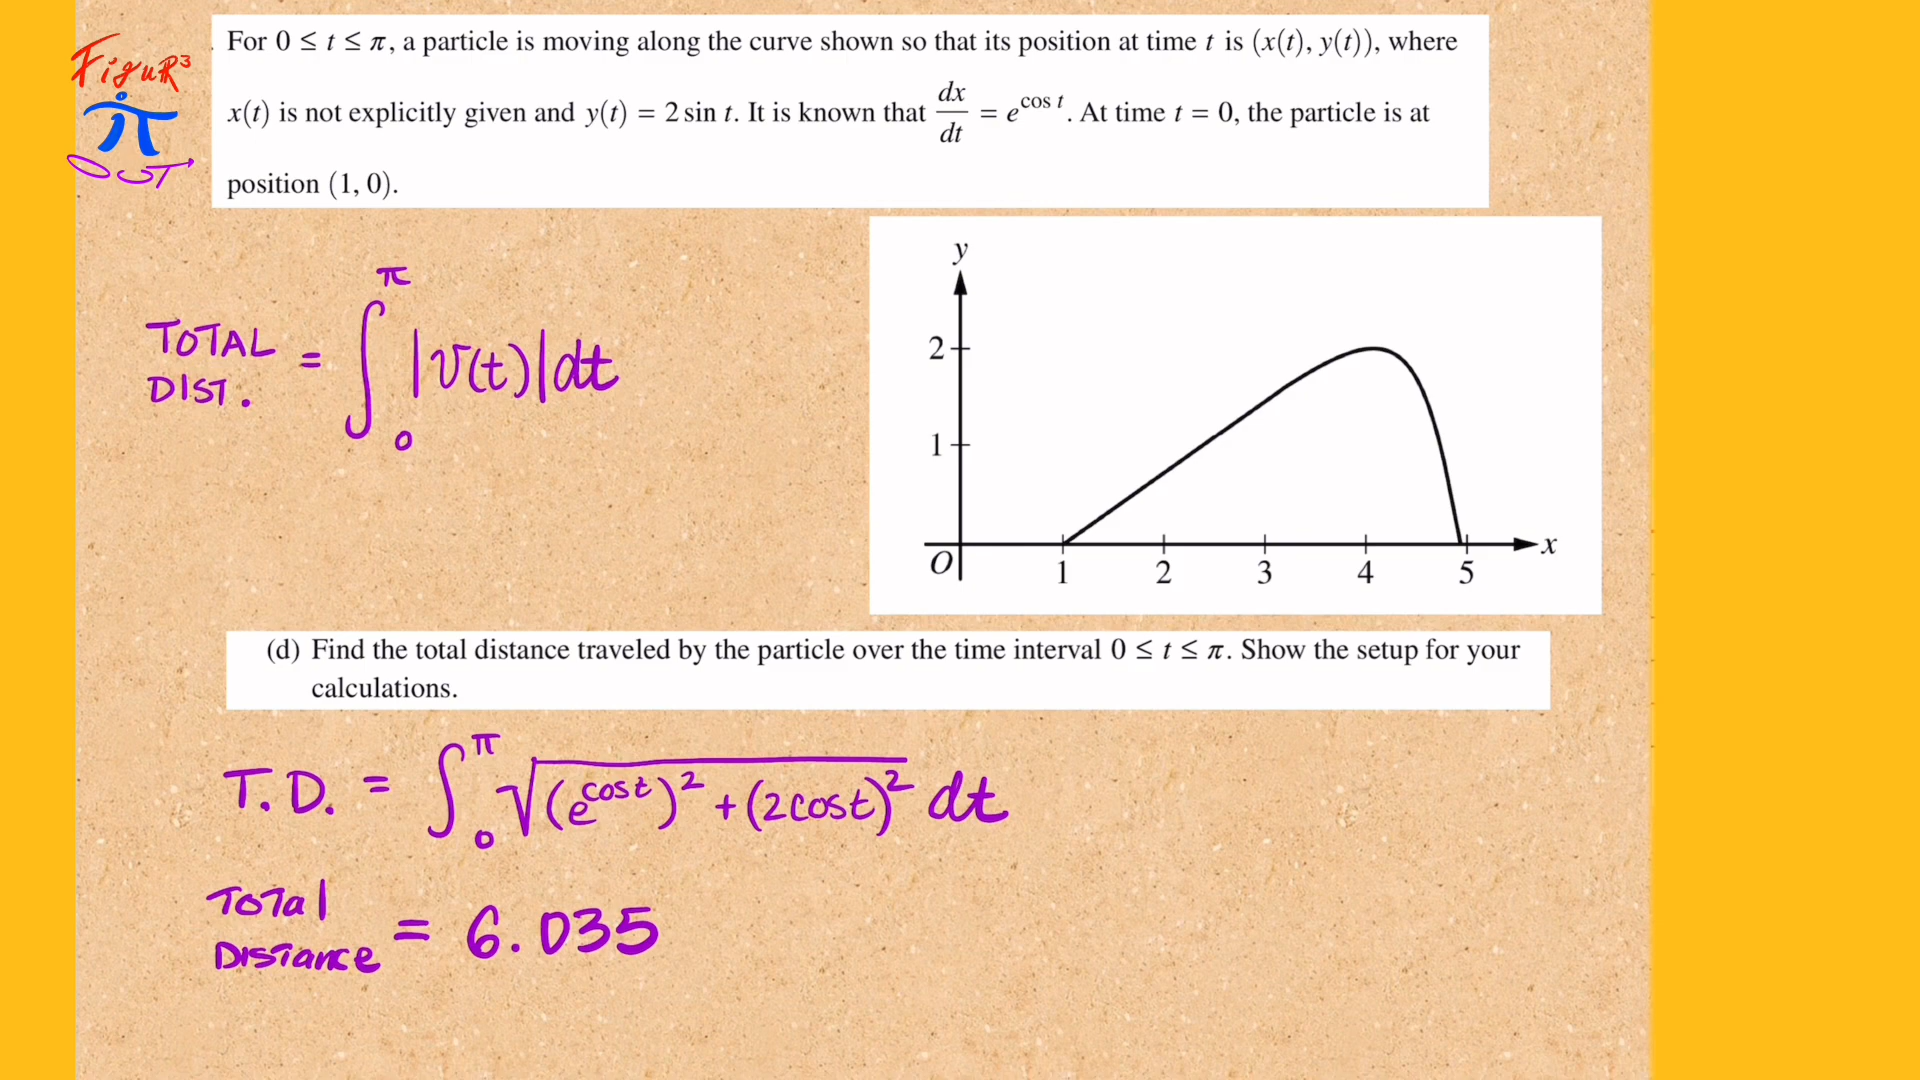 FiguR³
iT
OuT
For 0 ≤ t ≤ π, a particle is moving along the curve shown so that its position at time t is (x(t), y(t)), where
x(t) is not explicitly given and y(t) = 2 sin t. It is known that dx/dt = e^(cos t). At time t = 0, the particle is at
position (1, 0).
TOTAL DIST. = ∫₀^π |v(t)|dt
y
2
1
O 1 2 3 4 5 x
(d) Find the total distance traveled by the particle over the time interval 0 ≤ t ≤ π. Show the setup for your
calculations.
T.D. = ∫₀^π √((e^(cos t))² + (2cos t)²) dt
Total Distance = 6.035